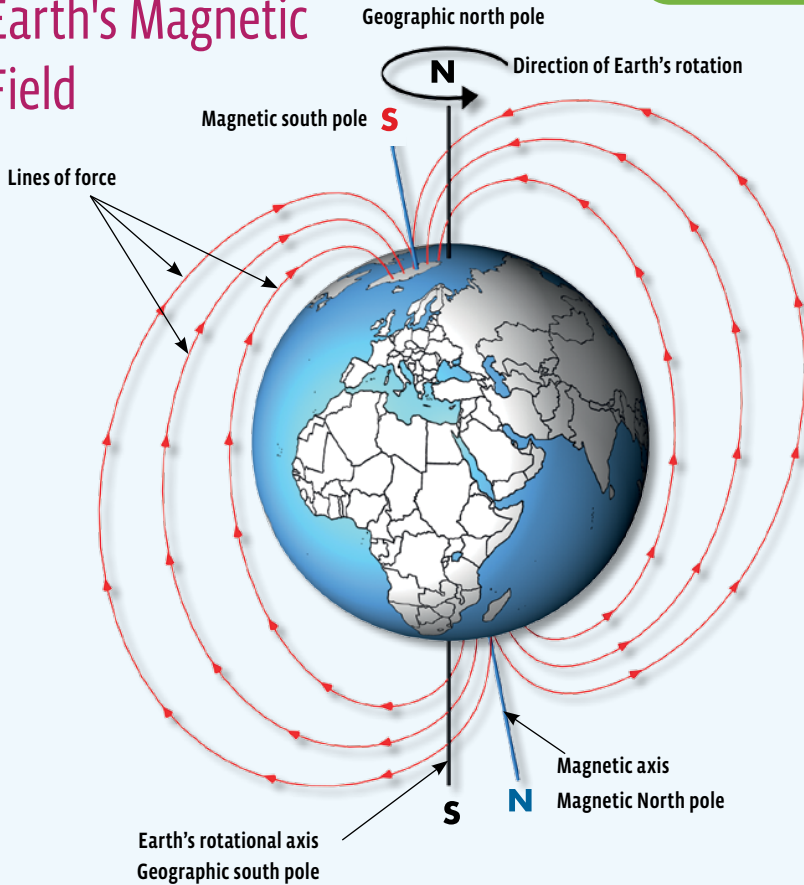 Earth's Magnetic
Field
Geographic north pole
N
Direction of Earth's rotation
Magnetic south pole S
Lines of force
Magnetic axis
N Magnetic North pole
S
Earth's rotational axis
Geographic south pole